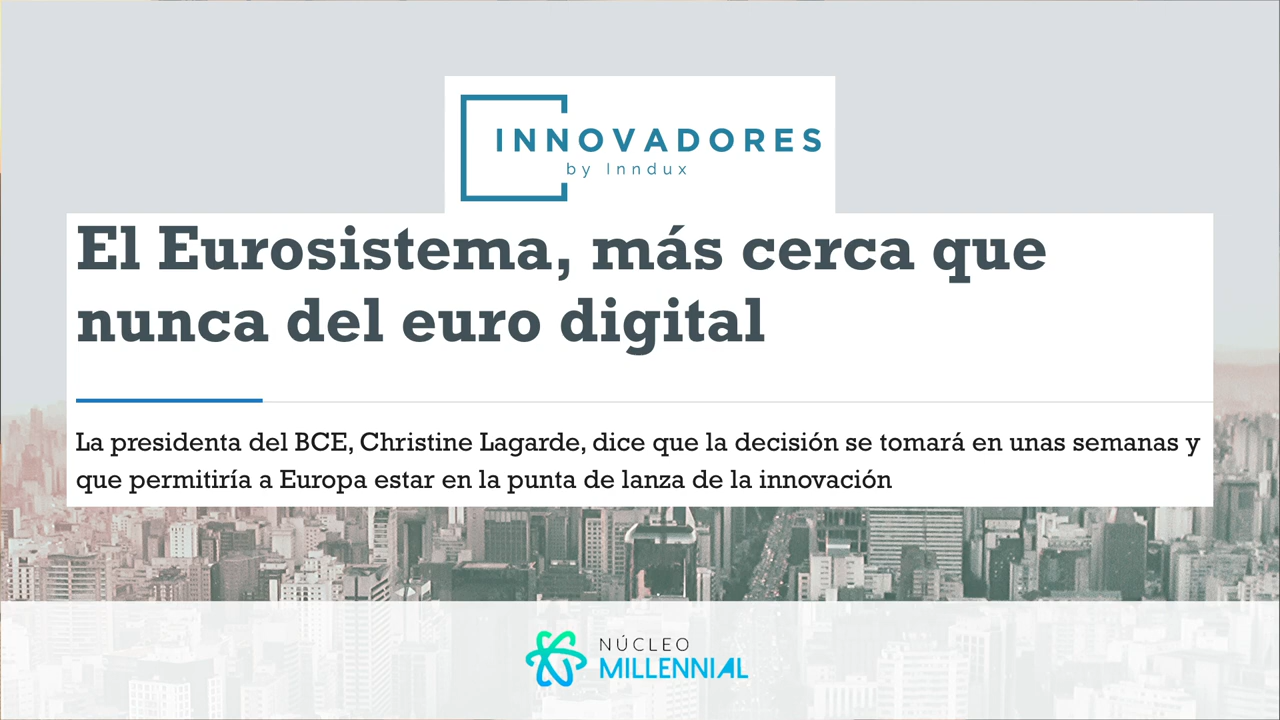 INNOVADORES
by Inndux
El Eurosistema, más cerca que
nunca del euro digital
La presidenta del BCE, Christine Lagarde, dice que la decisión se tomará en unas semanas y
que permitiría a Europa estar en la punta de lanza de la innovación
NÚCLEO
MILLENNIAL